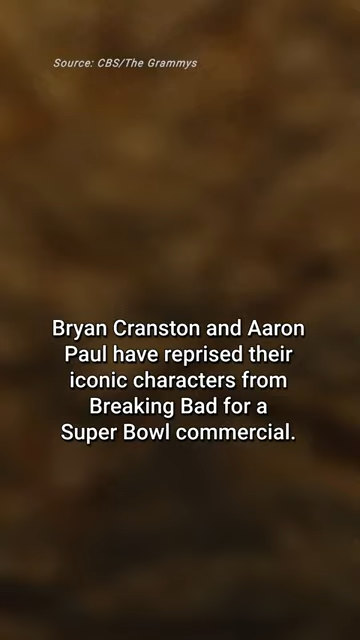 Source: CBS/The Grammys
Bryan Cranston and Aaron
Paul have reprised their
iconic characters from
Breaking Bad for a
Super Bowl commercial.